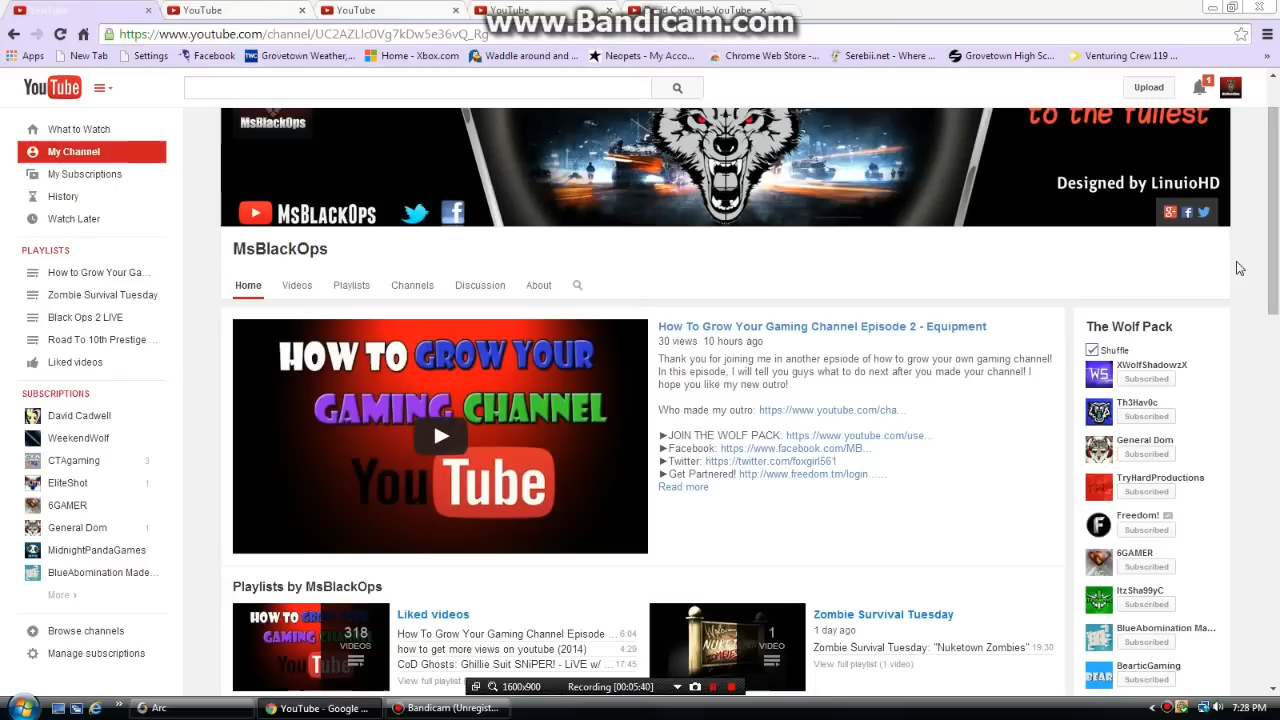 YouTube
YouTube
YouTube
YouTube
David Cadwell - YouTube
www.Bandicam.com
https://www.youtube.com/channel/UC2AZLlc0Vg7kDw5e36vQ_Rg
Apps
New Tab
Settings
Facebook
Grovetown Weather,...
Home - Xbox.com
Waddle around and ...
Neopets - My Acco...
Chrome Web Store -...
Serebii.net - Where ...
Grovetown High Sc...
Venturing Crew 119 ...
»
YouTube
Upload
1
What to Watch
My Channel
My Subscriptions
History
Watch Later
PLAYLISTS
How to Grow Your Ga...
Zombie Survival Tuesday
Black Ops 2 LIVE
Road To 10th Prestige ...
Liked videos
SUBSCRIPTIONS
David Cadwell
WeekendWolf
CTAgaming 3
EliteShot 1
6GAMER
General Dom 1
MidnightPandaGames
BlueAbomination Made...
More ›
Browse channels
MsBlackOps
to the fullest
Designed by LinuioHD
MsBlackOps
MsBlackOps
Home
Videos
Playlists
Channels
Discussion
About
HOW TO GROW YOUR
GAMING CHANNEL
YouTube
How To Grow Your Gaming Channel Episode 2 - Equipment
30 views 10 hours ago
Thank you for joining me in another epsiode of how to grow your own gaming channel!
In this episode, I will tell you guys what to do next after you made your channel! I
hope you like my new outro!
Who made my outro: https://www.youtube.com/cha...
►JOIN THE WOLF PACK: https://www.youtube.com/use...
►Facebook: https://www.facebook.com/MB...
►Twitter: https://twitter.com/foxgirl561
►Get Partnered! http://www.freedom.tm/login......
Read more
Playlists by MsBlackOps
318
VIDEOS
Liked videos
How To Grow Your Gaming Channel Episode ... 6:04
how to get more views on youtube (2014) 4:29
CoD Ghosts: Ghillie Suit SNiPER! - LiVE w/ ... 17:45
View full playlist
1
VIDEO
Zombie Survival Tuesday
1 day ago
Zombie Survival Tuesday: "Nuketown Zombies" 19:30
View full playlist (1 video)
The Wolf Pack
Shuffle
XWolfShadowzX
Subscribed
Th3Hav0c
Subscribed
General Dom
Subscribed
TryHardProductions
Subscribed
Freedom!
Subscribed
6GAMER
Subscribed
ItzSha99yC
Subscribed
BlueAbomination Ma...
Subscribed
BearticGaming
Subscribed
1600x900
Recording [00:05:40]
»
Arc
YouTube - Google ...
Bandicam (Unregist...
7:28 PM